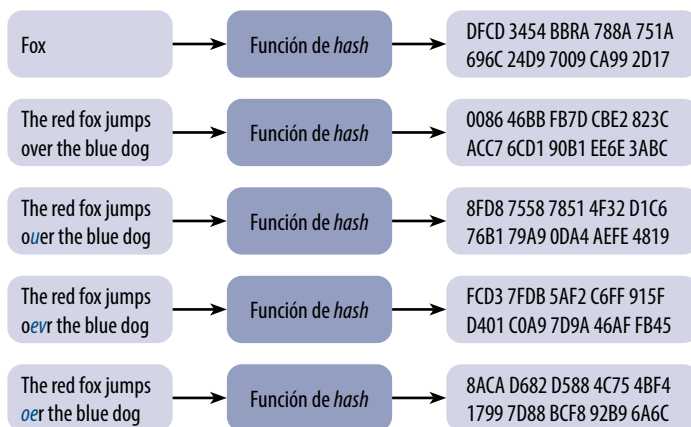 Fox
Función de hash
DFCD 3454 BBRA 788A 751A
696C 24D9 7009 CA99 2D17
The red fox jumps
over the blue dog
Función de hash
0086 46BB FB7D CBE2 823C
ACC7 6CD1 90B1 EE6E 3ABC
The red fox jumps
ouer the blue dog
Función de hash
8FD8 7558 7851 4F32 D1C6
76B1 79A9 0DA4 AEFE 4819
The red fox jumps
oevr the blue dog
Función de hash
FCD3 7FDB 5AF2 C6FF 915F
D401 C0A9 7D9A 46AF FB45
The red fox jumps
oer the blue dog
Función de hash
8ACA D682 D588 4C75 4BF4
1799 7D88 BCF8 92B9 6A6C